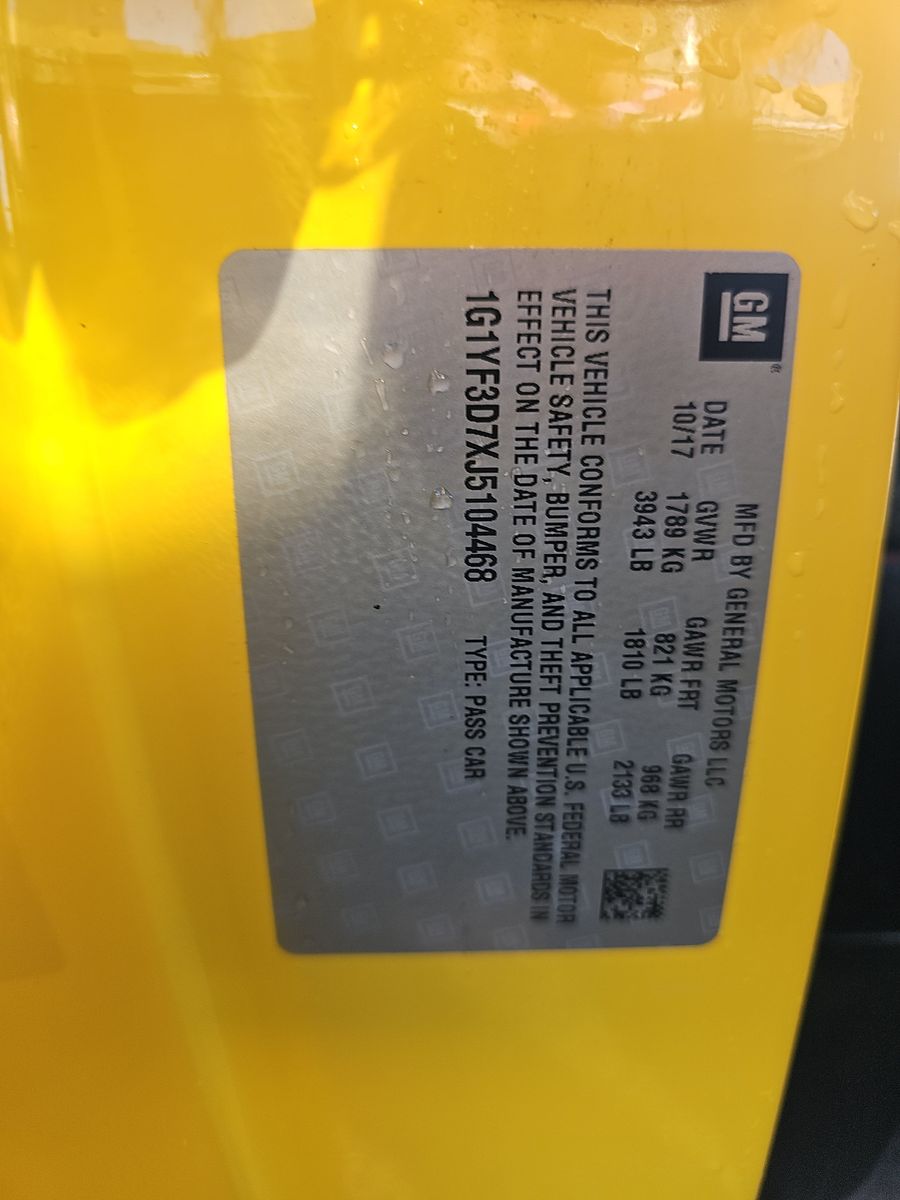 GM
MFD BY GENERAL MOTORS LLC
DATE GVWR GAWR FRT GAWR RR
10/17 1789 KG 821 KG 968 KG
3943 LB 1810 LB 2133 LB
THIS VEHICLE CONFORMS TO ALL APPLICABLE U.S. FEDERAL MOTOR
VEHICLE SAFETY, BUMPER, AND THEFT PREVENTION STANDARDS IN
EFFECT ON THE DATE OF MANUFACTURE SHOWN ABOVE.
1G1YF3D7XJ5104468 TYPE: PASS CAR